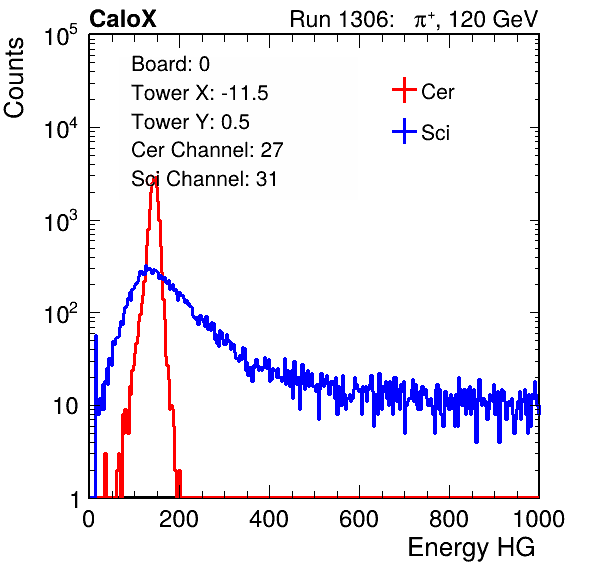 CaloX Run 1306: π⁺, 120 GeV
Counts
Board: 0
Tower X: -11.5
Tower Y: 0.5
Cer Channel: 27
Sci Channel: 31
Cer
Sci
10⁵
10⁴
10³
10²
10
1
0 200 400 600 800 1000
Energy HG